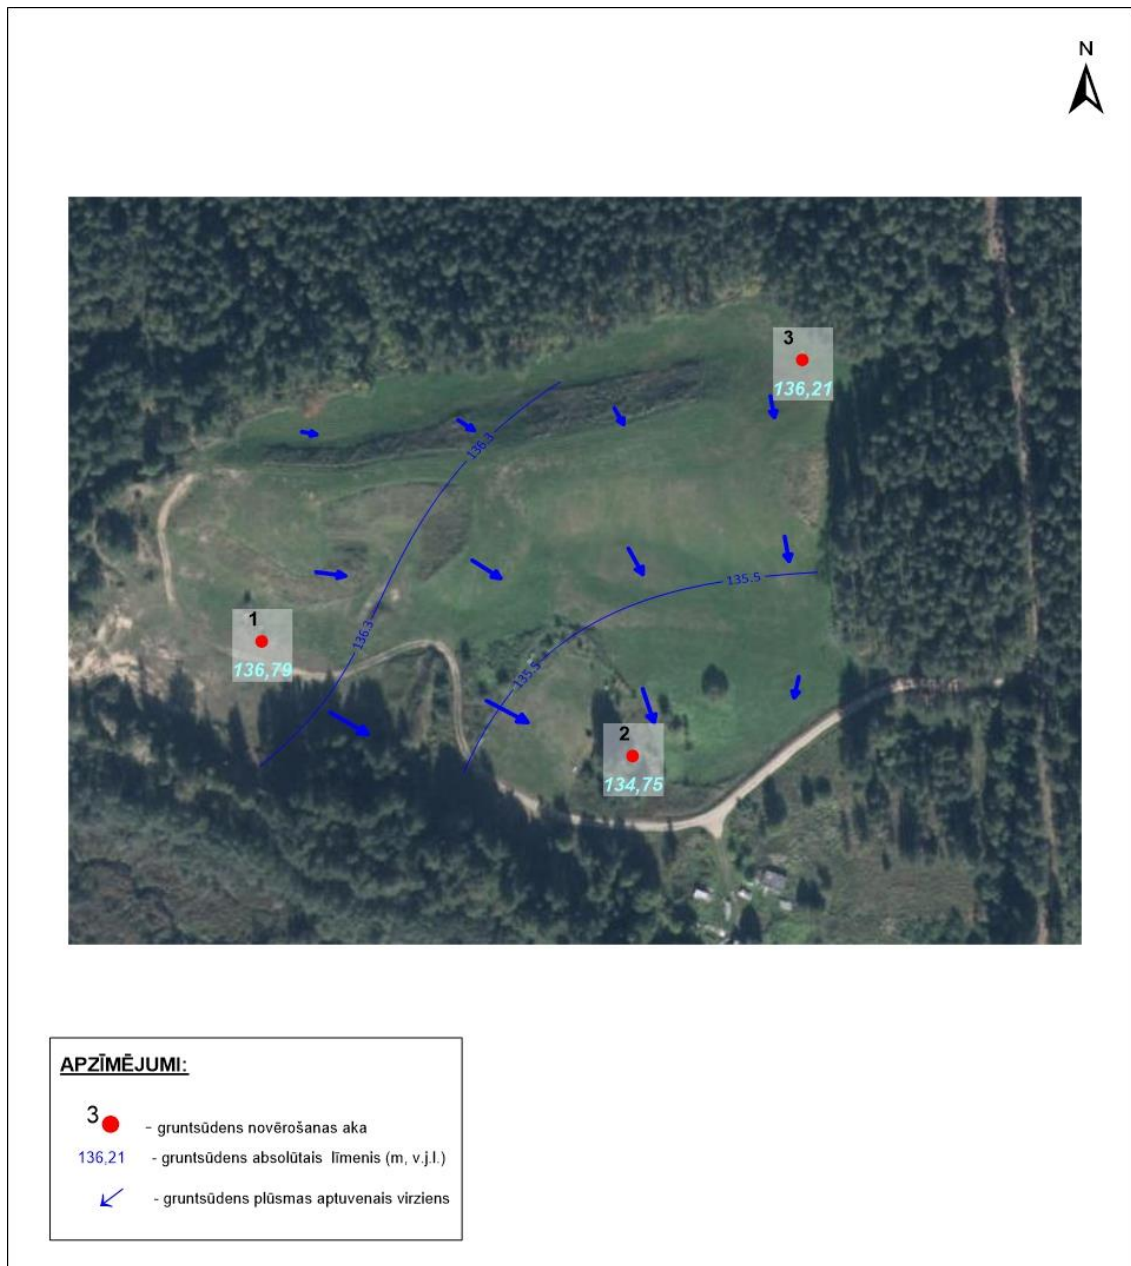 N
3
136,21
136.3
135.5
1
136.3
136,79
135.5
2
134,75
APZĪMĒJUMI:
3 - gruntsūdens novērošanas aka
136,21 - gruntsūdens absolūtais līmenis (m, v.j.l.)
- gruntsūdens plūsmas aptuvenais virziens